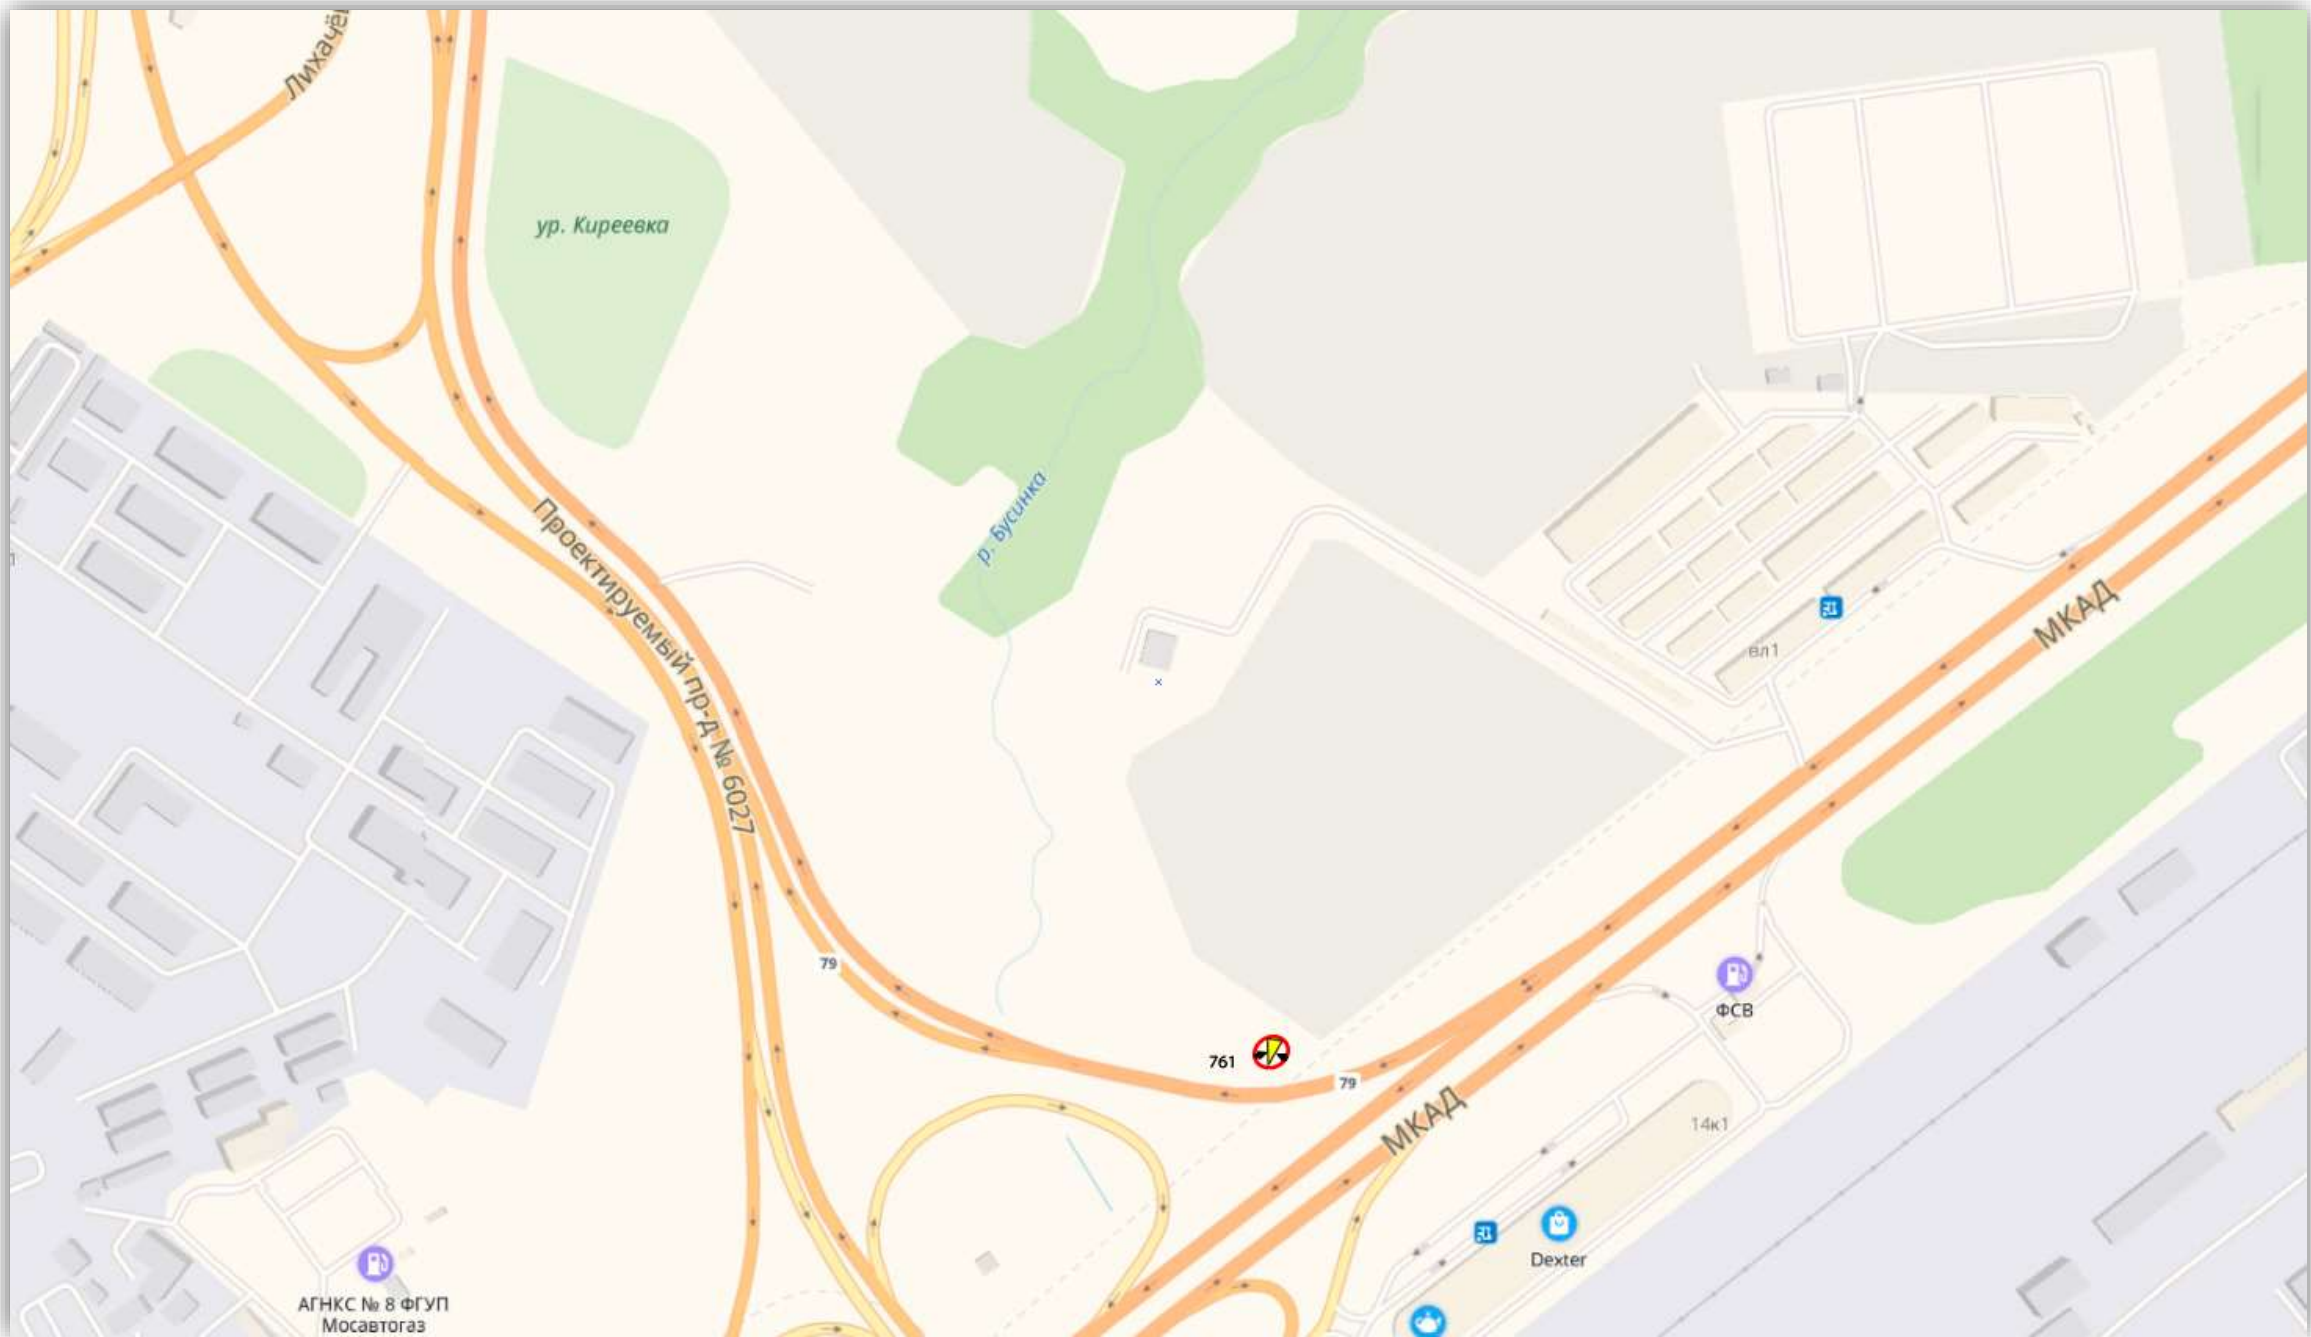 Лихачёв
ур. Киреевка
р. Бусинка
Проектируемый пр-д № 6027
МКАД
вл1
79
ФСВ
761
79
МКАД
14к1
Dexter
АГНКС № 8 ФГУП
Мосавтогаз